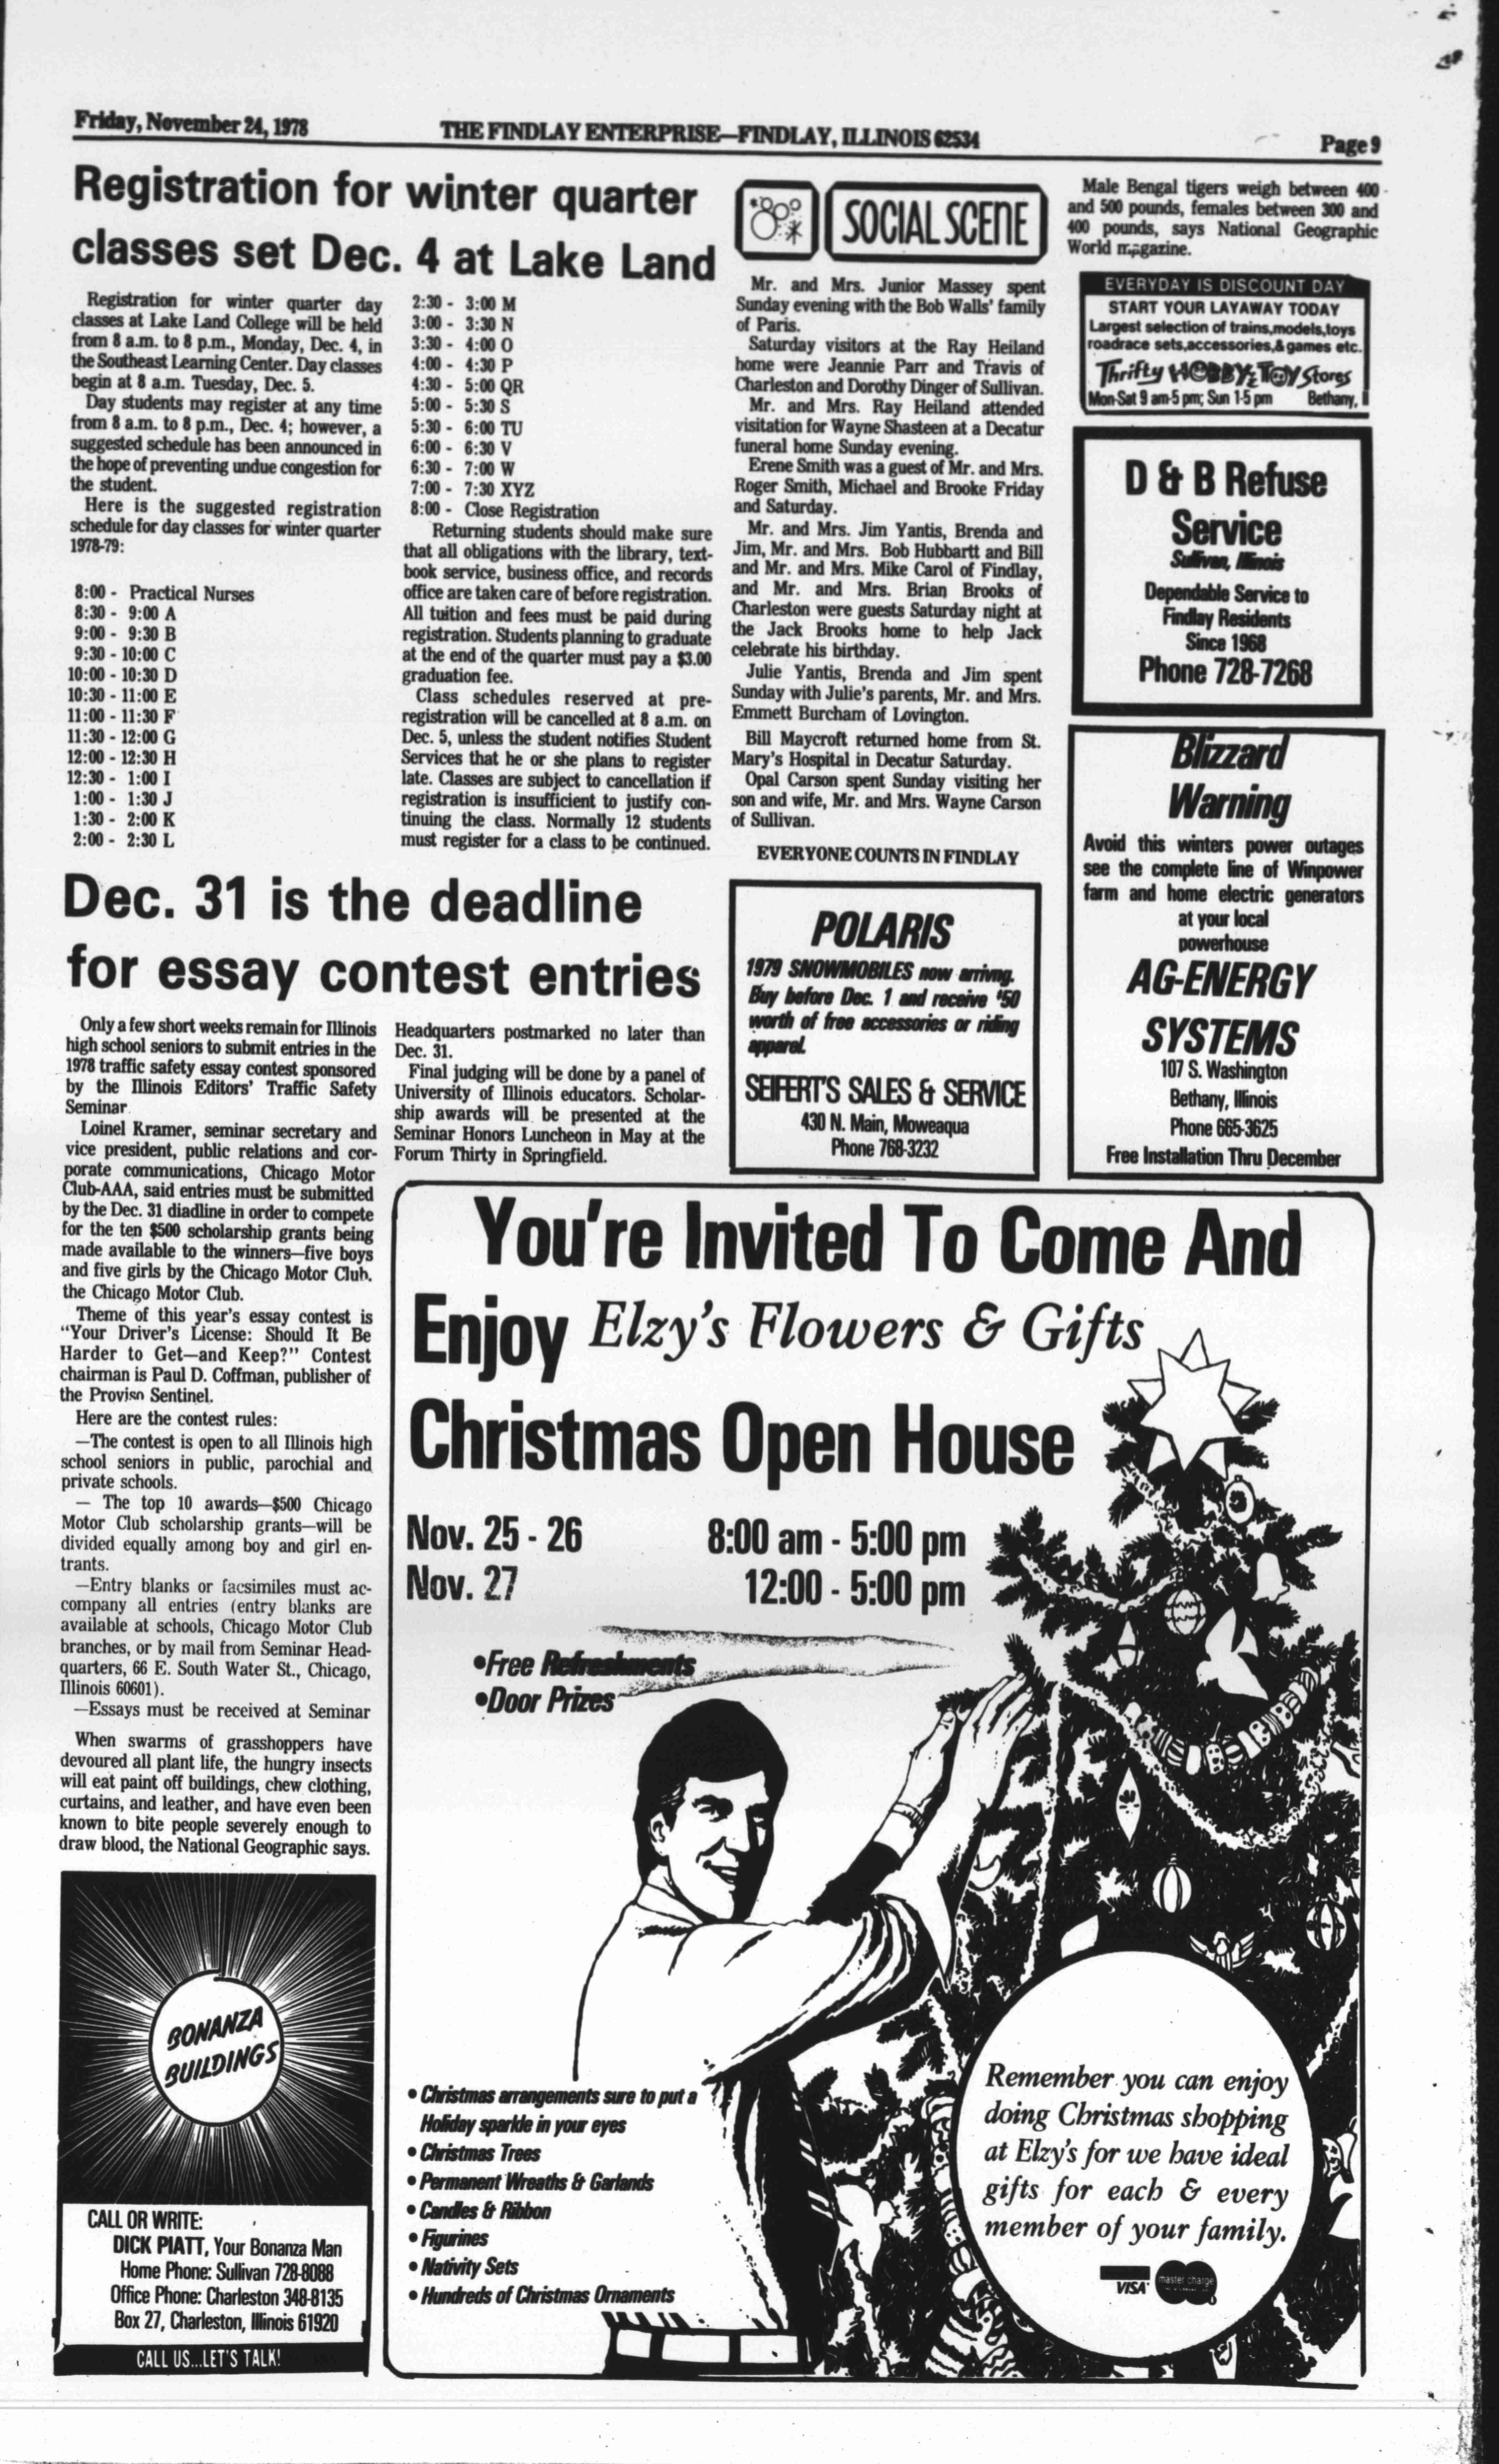 Friday, November 24, 1978
THE FINDLAY ENTERPRISE—FINDLAY, ILLINOIS 62534
Page 9
Registration for winter quarter
classes set Dec. 4 at Lake Land
Registration for winter quarter day
classes at Lake Land College will be held
from 8 a.m. to 8 p.m., Monday, Dec. 4, in
the Southeast Learning Center. Day classes
begin at 8 a.m. Tuesday, Dec. 5.
Day students may register at any time
from 8 a.m. to 8 p.m., Dec. 4; however, a
suggested schedule has been announced in
the hope of preventing undue congestion for
the student.
Here is the suggested registration
schedule for day classes for winter quarter
1978-79:
8:00 - Practical Nurses
8:30 - 9:00 A
9:00 - 9:30 B
9:30 - 10:00 C
10:00 - 10:30 D
10:30 - 11:00 E
11:00 - 11:30 F
11:30 - 12:00 G
12:00 - 12:30 H
12:30 - 1:00 I
1:00 - 1:30 J
1:30 - 2:00 K
2:00 - 2:30 L
2:30 - 3:00 M
3:00 - 3:30 N
3:30 - 4:00 O
4:00 - 4:30 P
4:30 - 5:00 QR
5:00 - 5:30 S
5:30 - 6:00 TU
6:00 - 6:30 V
6:30 - 7:00 W
7:00 - 7:30 XYZ
8:00 - Close Registration
Returning students should make sure
that all obligations with the library, text-
book service, business office, and records
office are taken care of before registration.
All tuition and fees must be paid during
registration. Students planning to graduate
at the end of the quarter must pay a $3.00
graduation fee.
Class schedules reserved at pre-
registration will be cancelled at 8 a.m. on
Dec. 5, unless the student notifies Student
Services that he or she plans to register
late. Classes are subject to cancellation if
registration is insufficient to justify con-
tinuing the class. Normally 12 students
must register for a class to be continued.
Dec. 31 is the deadline
for essay contest entries
Only a few short weeks remain for Illinois
high school seniors to submit entries in the
1978 traffic safety essay contest sponsored
by the Illinois Editors' Traffic Safety
Seminar
Loinel Kramer, seminar secretary and
vice president, public relations and cor-
porate communications, Chicago Motor
Club-AAA, said entries must be submitted
by the Dec. 31 diadline in order to compete
for the ten $500 scholarship grants being
made available to the winners—five boys
and five girls by the Chicago Motor Club.
the Chicago Motor Club.
Theme of this year's essay contest is
"Your Driver's License: Should It Be
Harder to Get—and Keep?" Contest
chairman is Paul D. Coffman, publisher of
the Proviso Sentinel.
Here are the contest rules:
—The contest is open to all Illinois high
school seniors in public, parochial and
private schools.
— The top 10 awards—$500 Chicago
Motor Club scholarship grants—will be
divided equally among boy and girl en-
trants.
—Entry blanks or facsimiles must ac-
company all entries (entry blanks are
available at schools, Chicago Motor Club
branches, or by mail from Seminar Head-
quarters, 66 E. South Water St., Chicago,
Illinois 60601).
—Essays must be received at Seminar
Headquarters postmarked no later than
Dec. 31.
Final judging will be done by a panel of
University of Illinois educators. Scholar-
ship awards will be presented at the
Seminar Honors Luncheon in May at the
Forum Thirty in Springfield.
When swarms of grasshoppers have
devoured all plant life, the hungry insects
will eat paint off buildings, chew clothing,
curtains, and leather, and have even been
known to bite people severely enough to
draw blood, the National Geographic says.
BONANZA
BUILDINGS
CALL OR WRITE:
DICK PIATT, Your Bonanza Man
Home Phone: Sullivan 728-8088
Office Phone: Charleston 348-8135
Box 27, Charleston, Illinois 61920
CALL US...LET'S TALK!
SOCIAL SCENE
Mr. and Mrs. Junior Massey spent
Sunday evening with the Bob Walls' family
of Paris.
Saturday visitors at the Ray Heiland
home were Jeannie Parr and Travis of
Charleston and Dorothy Dinger of Sullivan.
Mr. and Mrs. Ray Heiland attended
visitation for Wayne Shasteen at a Decatur
funeral home Sunday evening.
Erene Smith was a guest of Mr. and Mrs.
Roger Smith, Michael and Brooke Friday
and Saturday.
Mr. and Mrs. Jim Yantis, Brenda and
Jim, Mr. and Mrs. Bob Hubbartt and Bill
and Mr. and Mrs. Mike Carol of Findlay,
and Mr. and Mrs. Brian Brooks of
Charleston were guests Saturday night at
the Jack Brooks home to help Jack
celebrate his birthday.
Julie Yantis, Brenda and Jim spent
Sunday with Julie's parents, Mr. and Mrs.
Emmett Burcham of Lovington.
Bill Maycroft returned home from St.
Mary's Hospital in Decatur Saturday.
Opal Carson spent Sunday visiting her
son and wife, Mr. and Mrs. Wayne Carson
of Sullivan.
EVERYONE COUNTS IN FINDLAY
POLARIS
1979 SNOWMOBILES now arrivng.
Buy before Dec. 1 and receive $50
worth of free accessories or riding
apparel.
SEIFERT'S SALES & SERVICE
430 N. Main, Moweaqua
Phone 768-3232
Male Bengal tigers weigh between 400
and 500 pounds, females between 300 and
400 pounds, says National Geographic
World magazine.
EVERYDAY IS DISCOUNT DAY
START YOUR LAYAWAY TODAY
Largest selection of trains,models,toys
roadrace sets,accessories,& games etc.
Thrifty HOBBY & TOY Stores
Mon-Sat 9 am-5 pm; Sun 1-5 pm Bethany, Il
D & B Refuse
Service
Sullivan, Illinois
Dependable Service to
Findlay Residents
Since 1968
Phone 728-7268
Blizzard
Warning
Avoid this winters power outages
see the complete line of Winpower
farm and home electric generators
at your local
powerhouse
AG-ENERGY
SYSTEMS
107 S. Washington
Bethany, Illinois
Phone 665-3625
Free Installation Thru December
You're Invited To Come And
Enjoy Elzy's Flowers & Gifts
Christmas Open House
Nov. 25 - 26 8:00 am - 5:00 pm
Nov. 27 12:00 - 5:00 pm
•Free Refreshments
•Door Prizes
• Christmas arrangements sure to put a
Holiday sparkle in your eyes
• Christmas Trees
• Permanent Wreaths & Garlands
• Candles & Ribbon
• Figurines
• Nativity Sets
• Hundreds of Christmas Ornaments
Remember you can enjoy
doing Christmas shopping
at Elzy's for we have ideal
gifts for each & every
member of your family.
VISA master charge